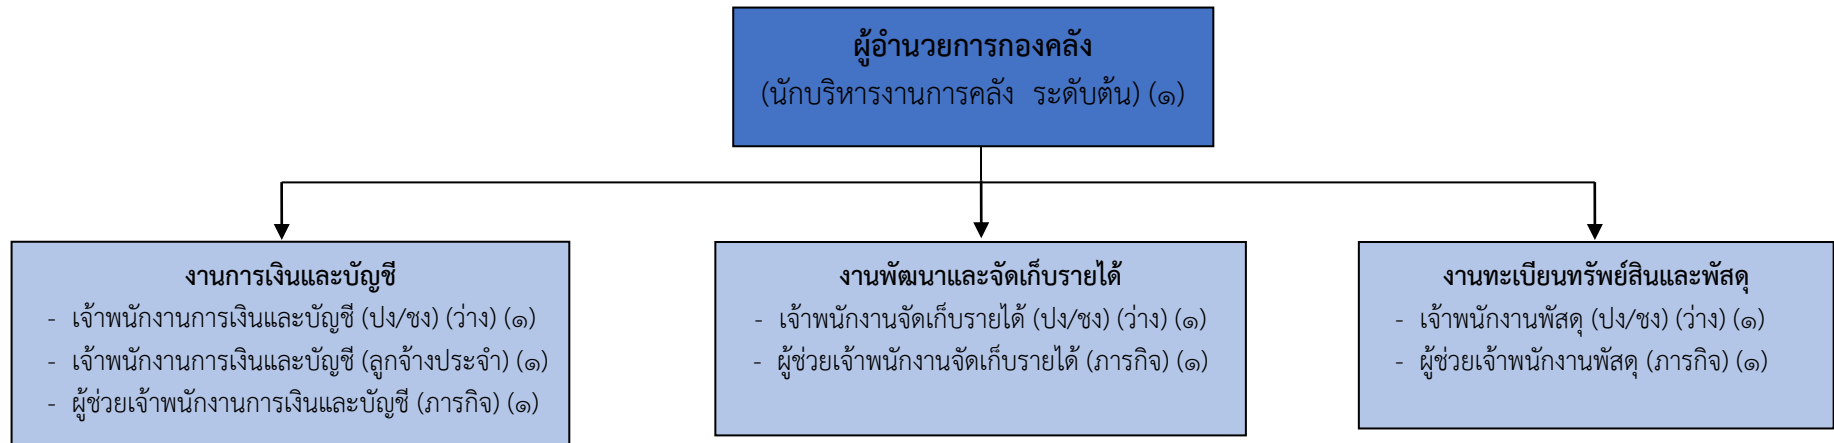 ผู้อำนวยการกองคลัง
(นักบริหารงานการคลัง ระดับต้น) (๑)
งานการเงินและบัญชี
- เจ้าพนักงานการเงินและบัญชี (ปง/ชง) (ว่าง) (๑)
- เจ้าพนักงานการเงินและบัญชี (ลูกจ้างประจำ) (๑)
- ผู้ช่วยเจ้าพนักงานการเงินและบัญชี (ภารกิจ) (๑)
งานพัฒนาและจัดเก็บรายได้
- เจ้าพนักงานจัดเก็บรายได้ (ปง/ชง) (ว่าง) (๑)
- ผู้ช่วยเจ้าพนักงานจัดเก็บรายได้ (ภารกิจ) (๑)
งานทะเบียนทรัพย์สินและพัสดุ
- เจ้าพนักงานพัสดุ (ปง/ชง) (ว่าง) (๑)
- ผู้ช่วยเจ้าพนักงานพัสดุ (ภารกิจ) (๑)